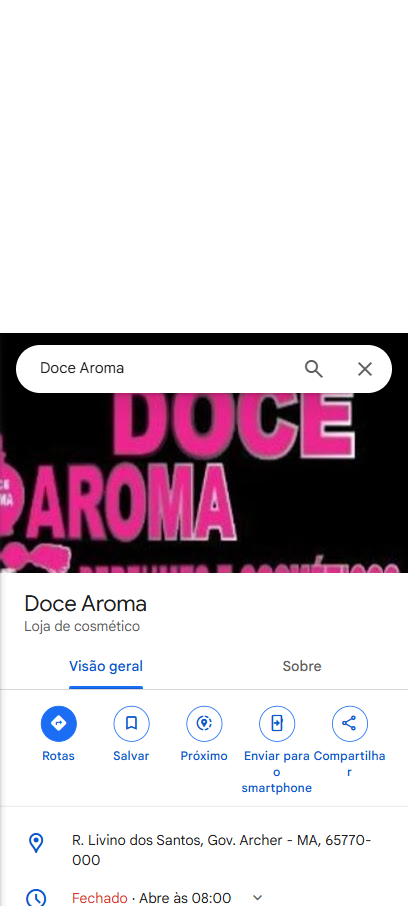 Doce Aroma
DOCE
AROMA
Doce Aroma
Loja de cosmético
Visão geral
Sobre
Rotas
Salvar
Próximo
Enviar para
o
smartphone
Compartilha
r
R. Livino dos Santos, Gov. Archer - MA, 65770-
000
Fechado · Abre às 08:00